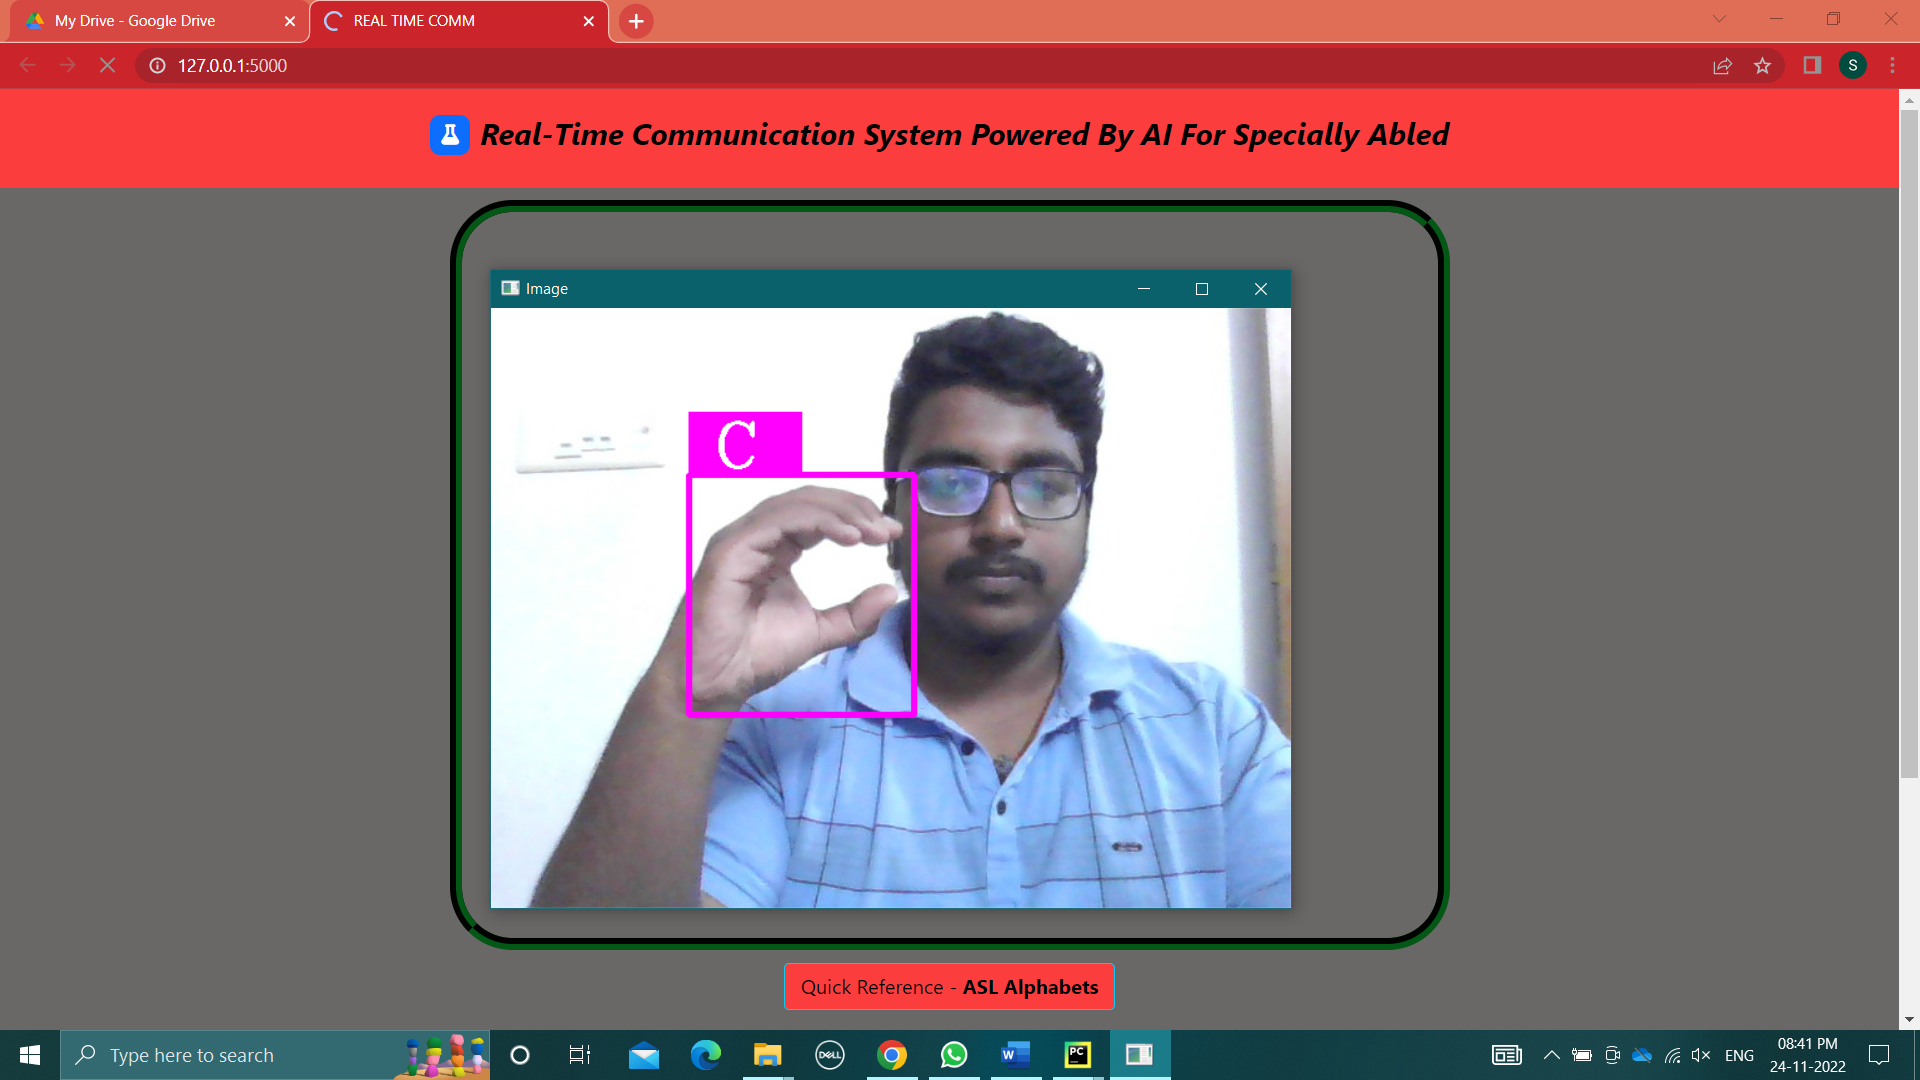 My Drive - Google Drive
REAL TIME COMM
127.0.0.1:5000
S
Real-Time Communication System Powered By AI For Specially Abled
Image
C
Quick Reference - ASL Alphabets
Type here to search
DELL
W
PC
ENG
08:41 PM
24-11-2022